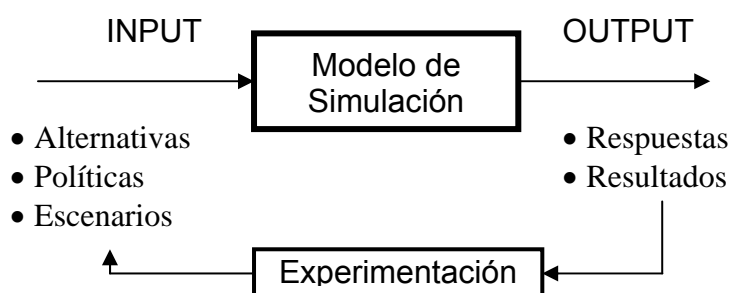 INPUT
OUTPUT
Modelo de
Simulación
• Alternativas
• Políticas
• Escenarios
• Respuestas
• Resultados
Experimentación